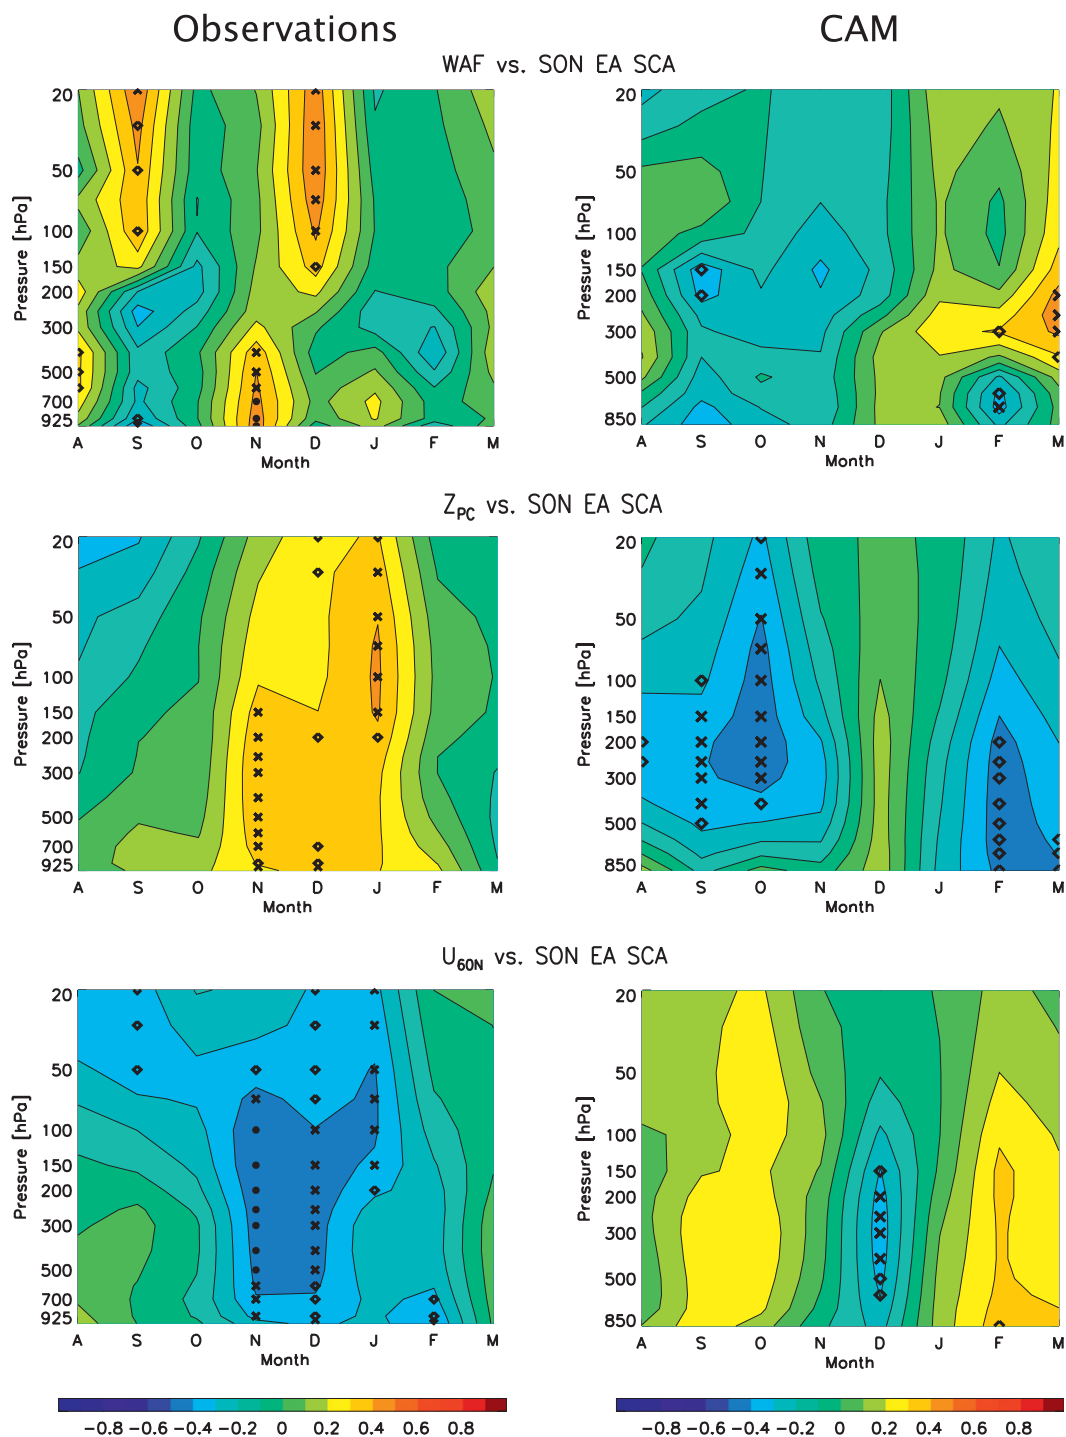 Observations CAM
WAF vs. SON EA SCA
20 50 100 150 200 300 500 700 925
Pressure [hPa]
A S O N D J F M
Month
20 50 100 150 200 300 500 850
Pressure [hPa]
A S O N D J F M
Month
Z_PC vs. SON EA SCA
20 50 100 150 200 300 500 700 925
Pressure [hPa]
A S O N D J F M
Month
20 50 100 150 200 300 500 850
Pressure [hPa]
A S O N D J F M
Month
U_60N vs. SON EA SCA
20 50 100 150 200 300 500 700 925
Pressure [hPa]
A S O N D J F M
Month
20 50 100 150 200 300 500 850
Pressure [hPa]
A S O N D J F M
Month
-0.8 -0.6 -0.4 -0.2 0 0.2 0.4 0.6 0.8
-0.8 -0.6 -0.4 -0.2 0 0.2 0.4 0.6 0.8